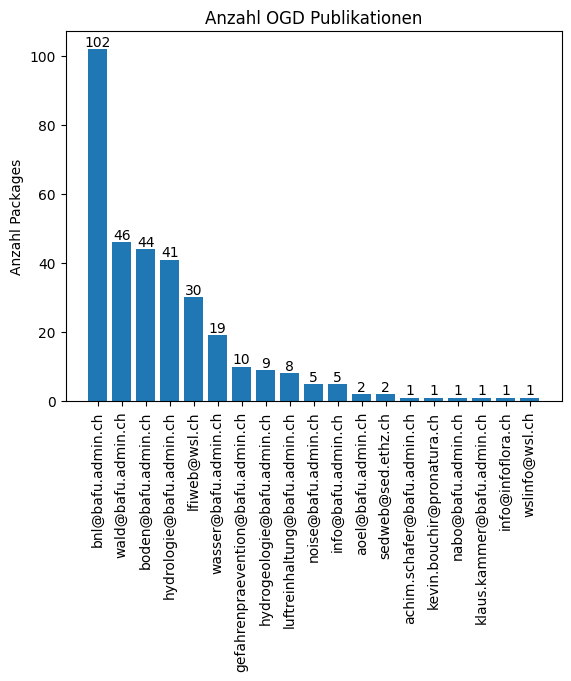 Anzahl OGD Publikationen
Anzahl Packages
100
80
60
40
20
0
102
46
44
41
30
19
10
9
8
5
5
2
2
1
1
1
1
1
1
bnl@bafu.admin.ch
wald@bafu.admin.ch
boden@bafu.admin.ch
hydrologie@bafu.admin.ch
lfiweb@wsl.ch
wasser@bafu.admin.ch
gefahrenpraevention@bafu.admin.ch
hydrogeologie@bafu.admin.ch
luftreinhaltung@bafu.admin.ch
noise@bafu.admin.ch
info@bafu.admin.ch
aoel@bafu.admin.ch
sedweb@sed.ethz.ch
achim.schafer@bafu.admin.ch
kevin.bouchir@pronatura.ch
nabo@bafu.admin.ch
klaus.kammer@bafu.admin.ch
info@infoflora.ch
wslinfo@wsl.ch